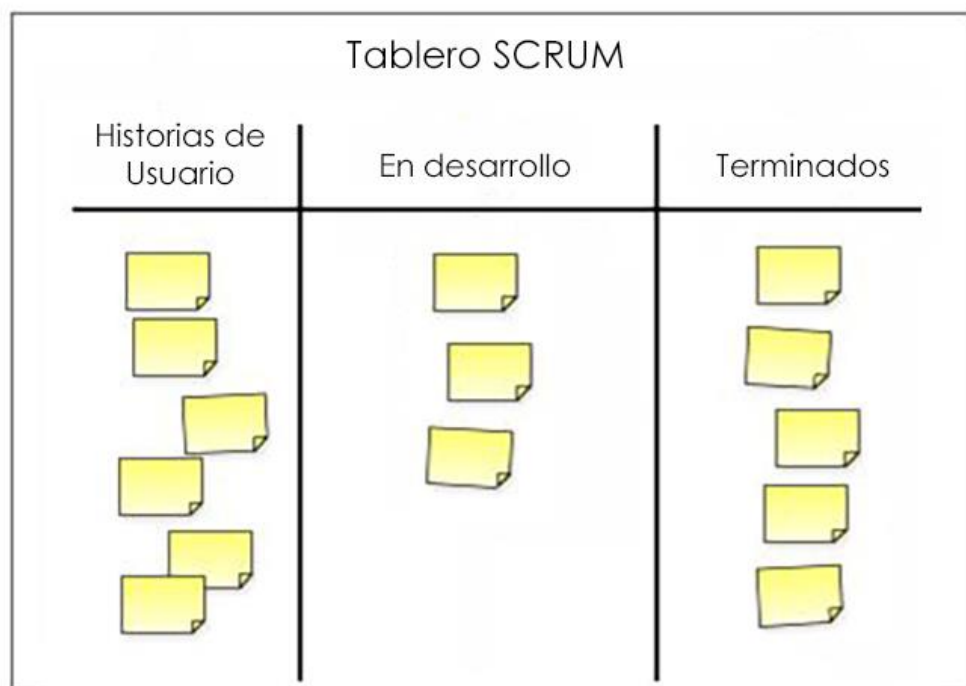 Tablero SCRUM
Historias de
Usuario
En desarrollo
Terminados